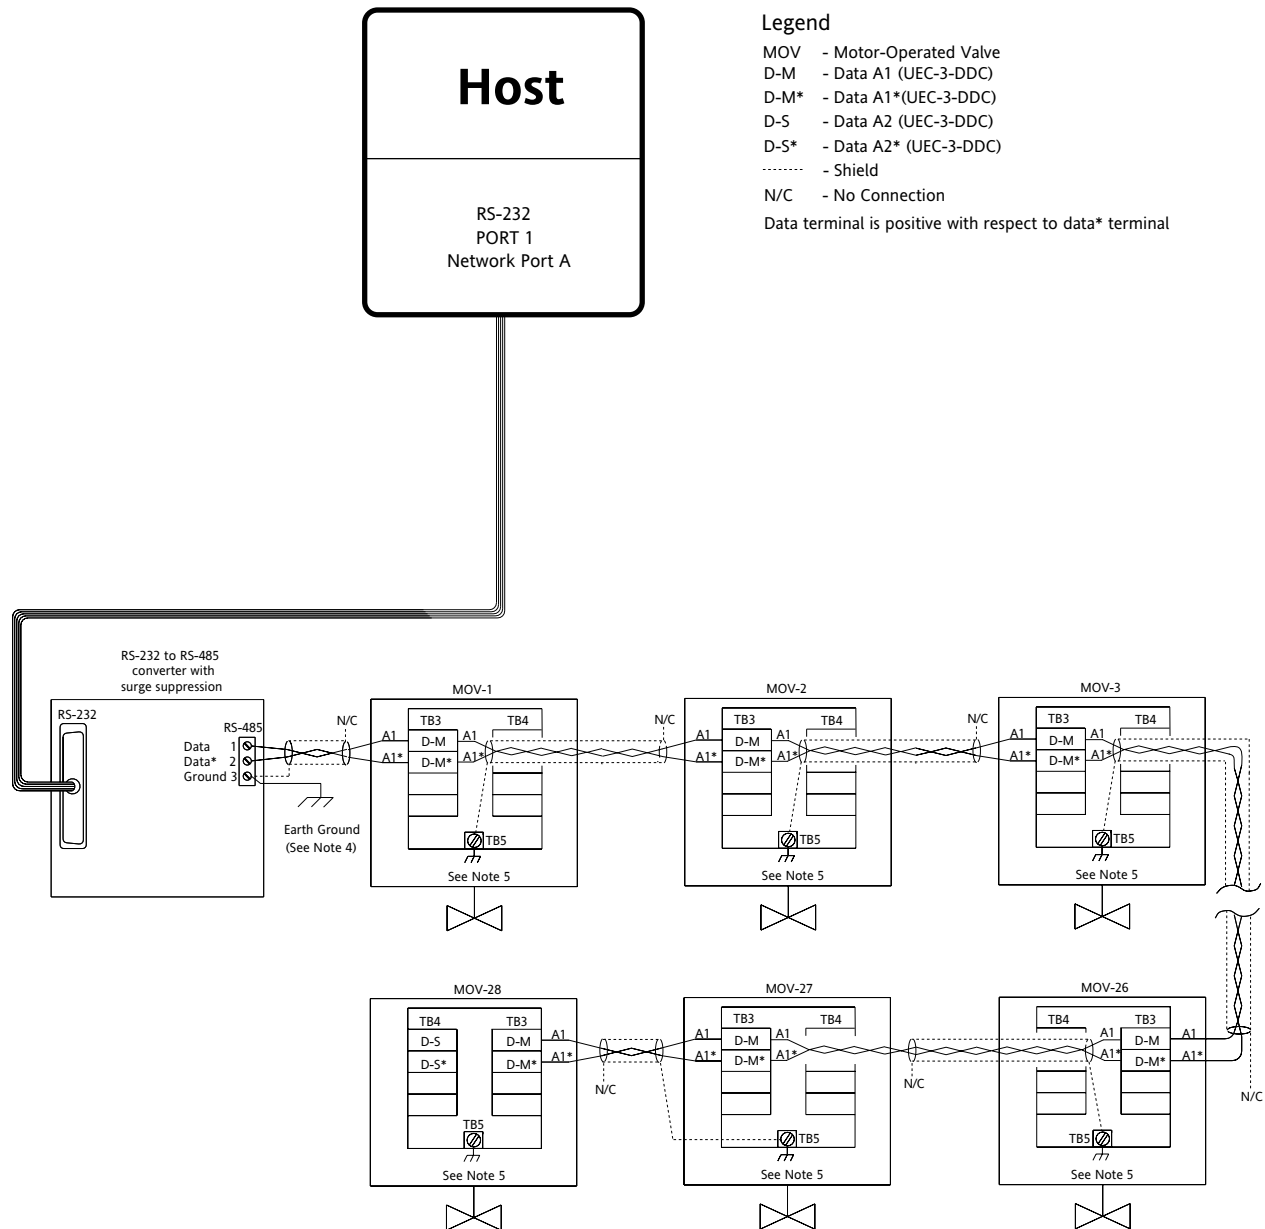 Host
RS-232
PORT 1
Network Port A
Legend
MOV - Motor-Operated Valve
D-M - Data A1 (UEC-3-DDC)
D-M* - Data A1*(UEC-3-DDC)
D-S - Data A2 (UEC-3-DDC)
D-S* - Data A2* (UEC-3-DDC)
- Shield
N/C - No Connection
Data terminal is positive with respect to data* terminal
RS-232 to RS-485
converter with
surge suppression
RS-232
RS-485
Data 1
Data* 2
Ground 3
N/C
Earth Ground
(See Note 4)
MOV-1
TB3 TB4
A1 D-M A1
A1* D-M* A1*
TB5
See Note 5
N/C
MOV-2
TB3 TB4
A1 D-M A1
A1* D-M* A1*
TB5
See Note 5
N/C
MOV-3
TB3 TB4
A1 D-M A1
A1* D-M* A1*
TB5
See Note 5
MOV-28
TB4 TB3
D-S D-M A1
D-S* D-M* A1*
TB5
See Note 5
N/C
MOV-27
TB3 TB4
A1 D-M A1
A1* D-M* A1*
TB5
See Note 5
N/C
MOV-26
TB4 TB3
A1 D-M A1
A1* D-M* A1*
TB5
See Note 5
N/C